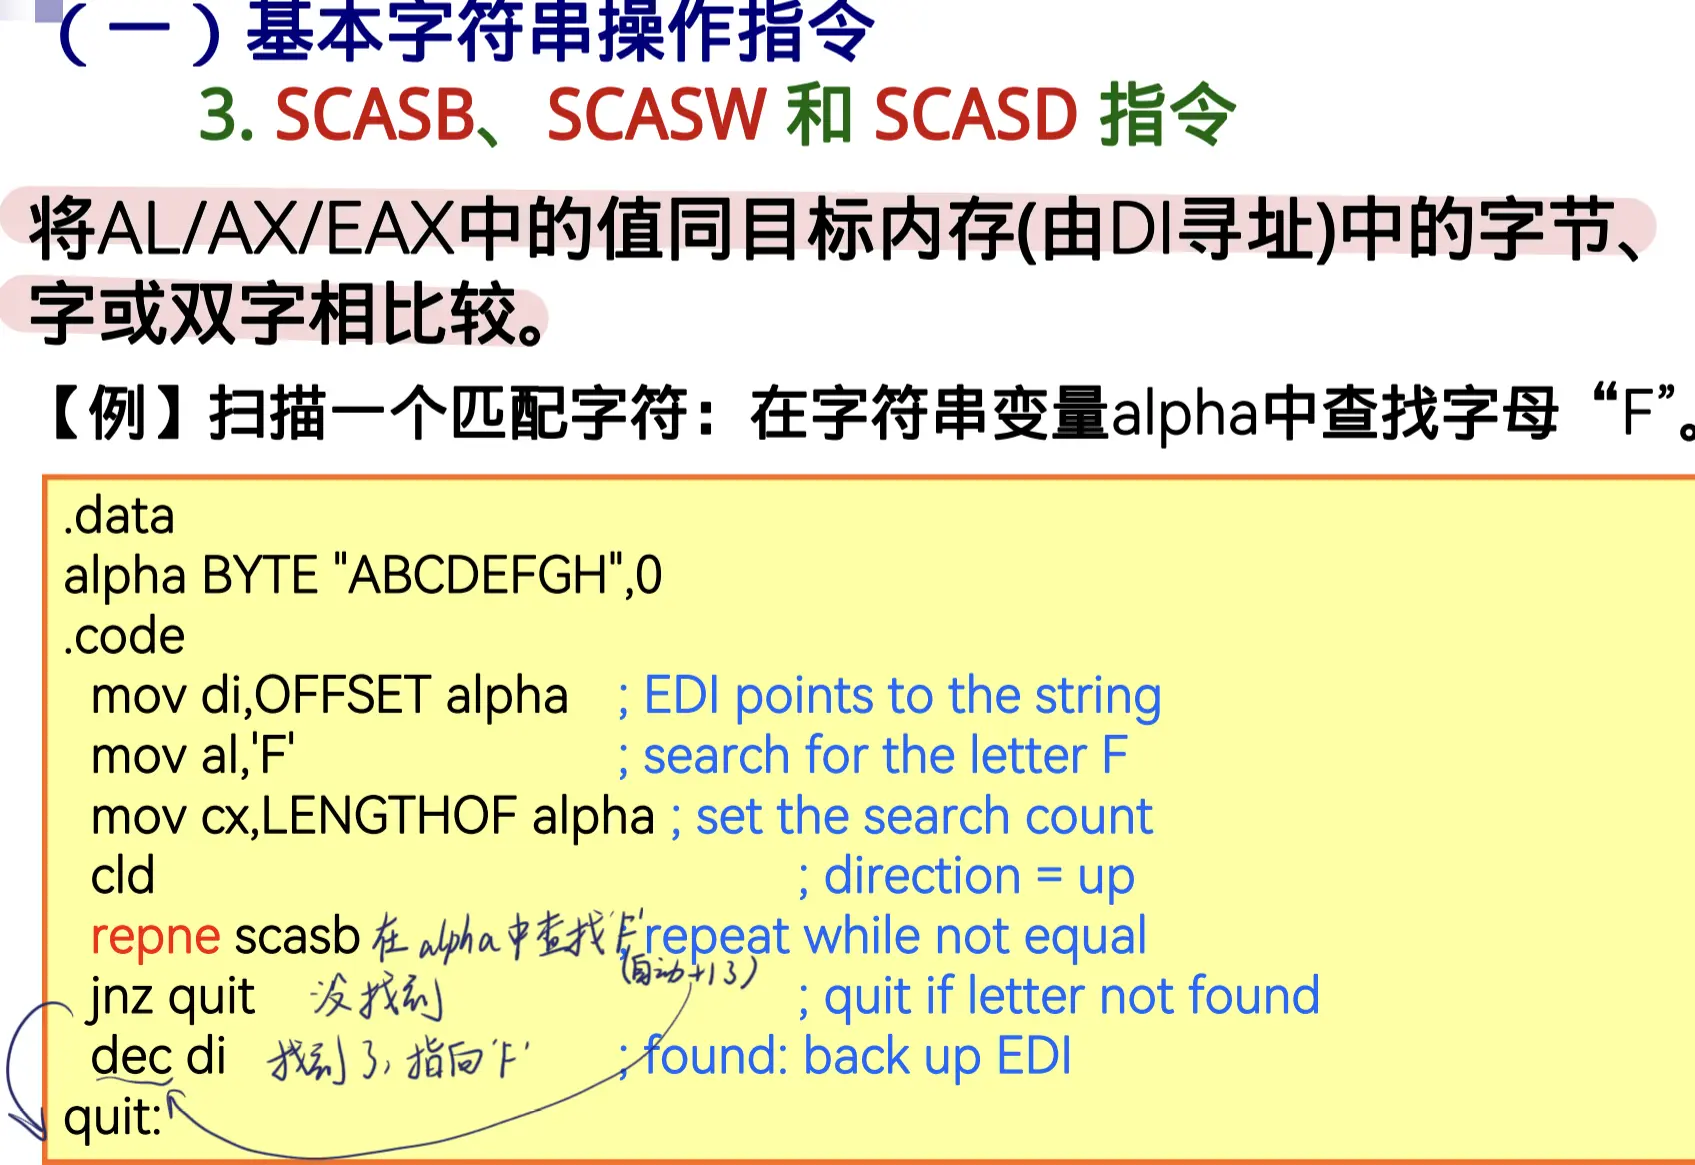 （一）基本字符串操作指令
3. SCASB、SCASW 和 SCASD 指令
将AL/AX/EAX中的值同目标内存(由DI寻址)中的字节、
字或双字相比较。
【例】扫描一个匹配字符：在字符串变量alpha中查找字母“F”。
.data
alpha BYTE "ABCDEFGH",0
.code
mov di,OFFSET alpha ; EDI points to the string
mov al,'F' ; search for the letter F
mov cx,LENGTHOF alpha ; set the search count
cld ; direction = up
repne scasb 在alpha中查找'F' ; repeat while not equal
(自动+1了)
jnz quit 没找到 ; quit if letter not found
dec di 找到了,指向'F' ; found: back up EDI
quit: